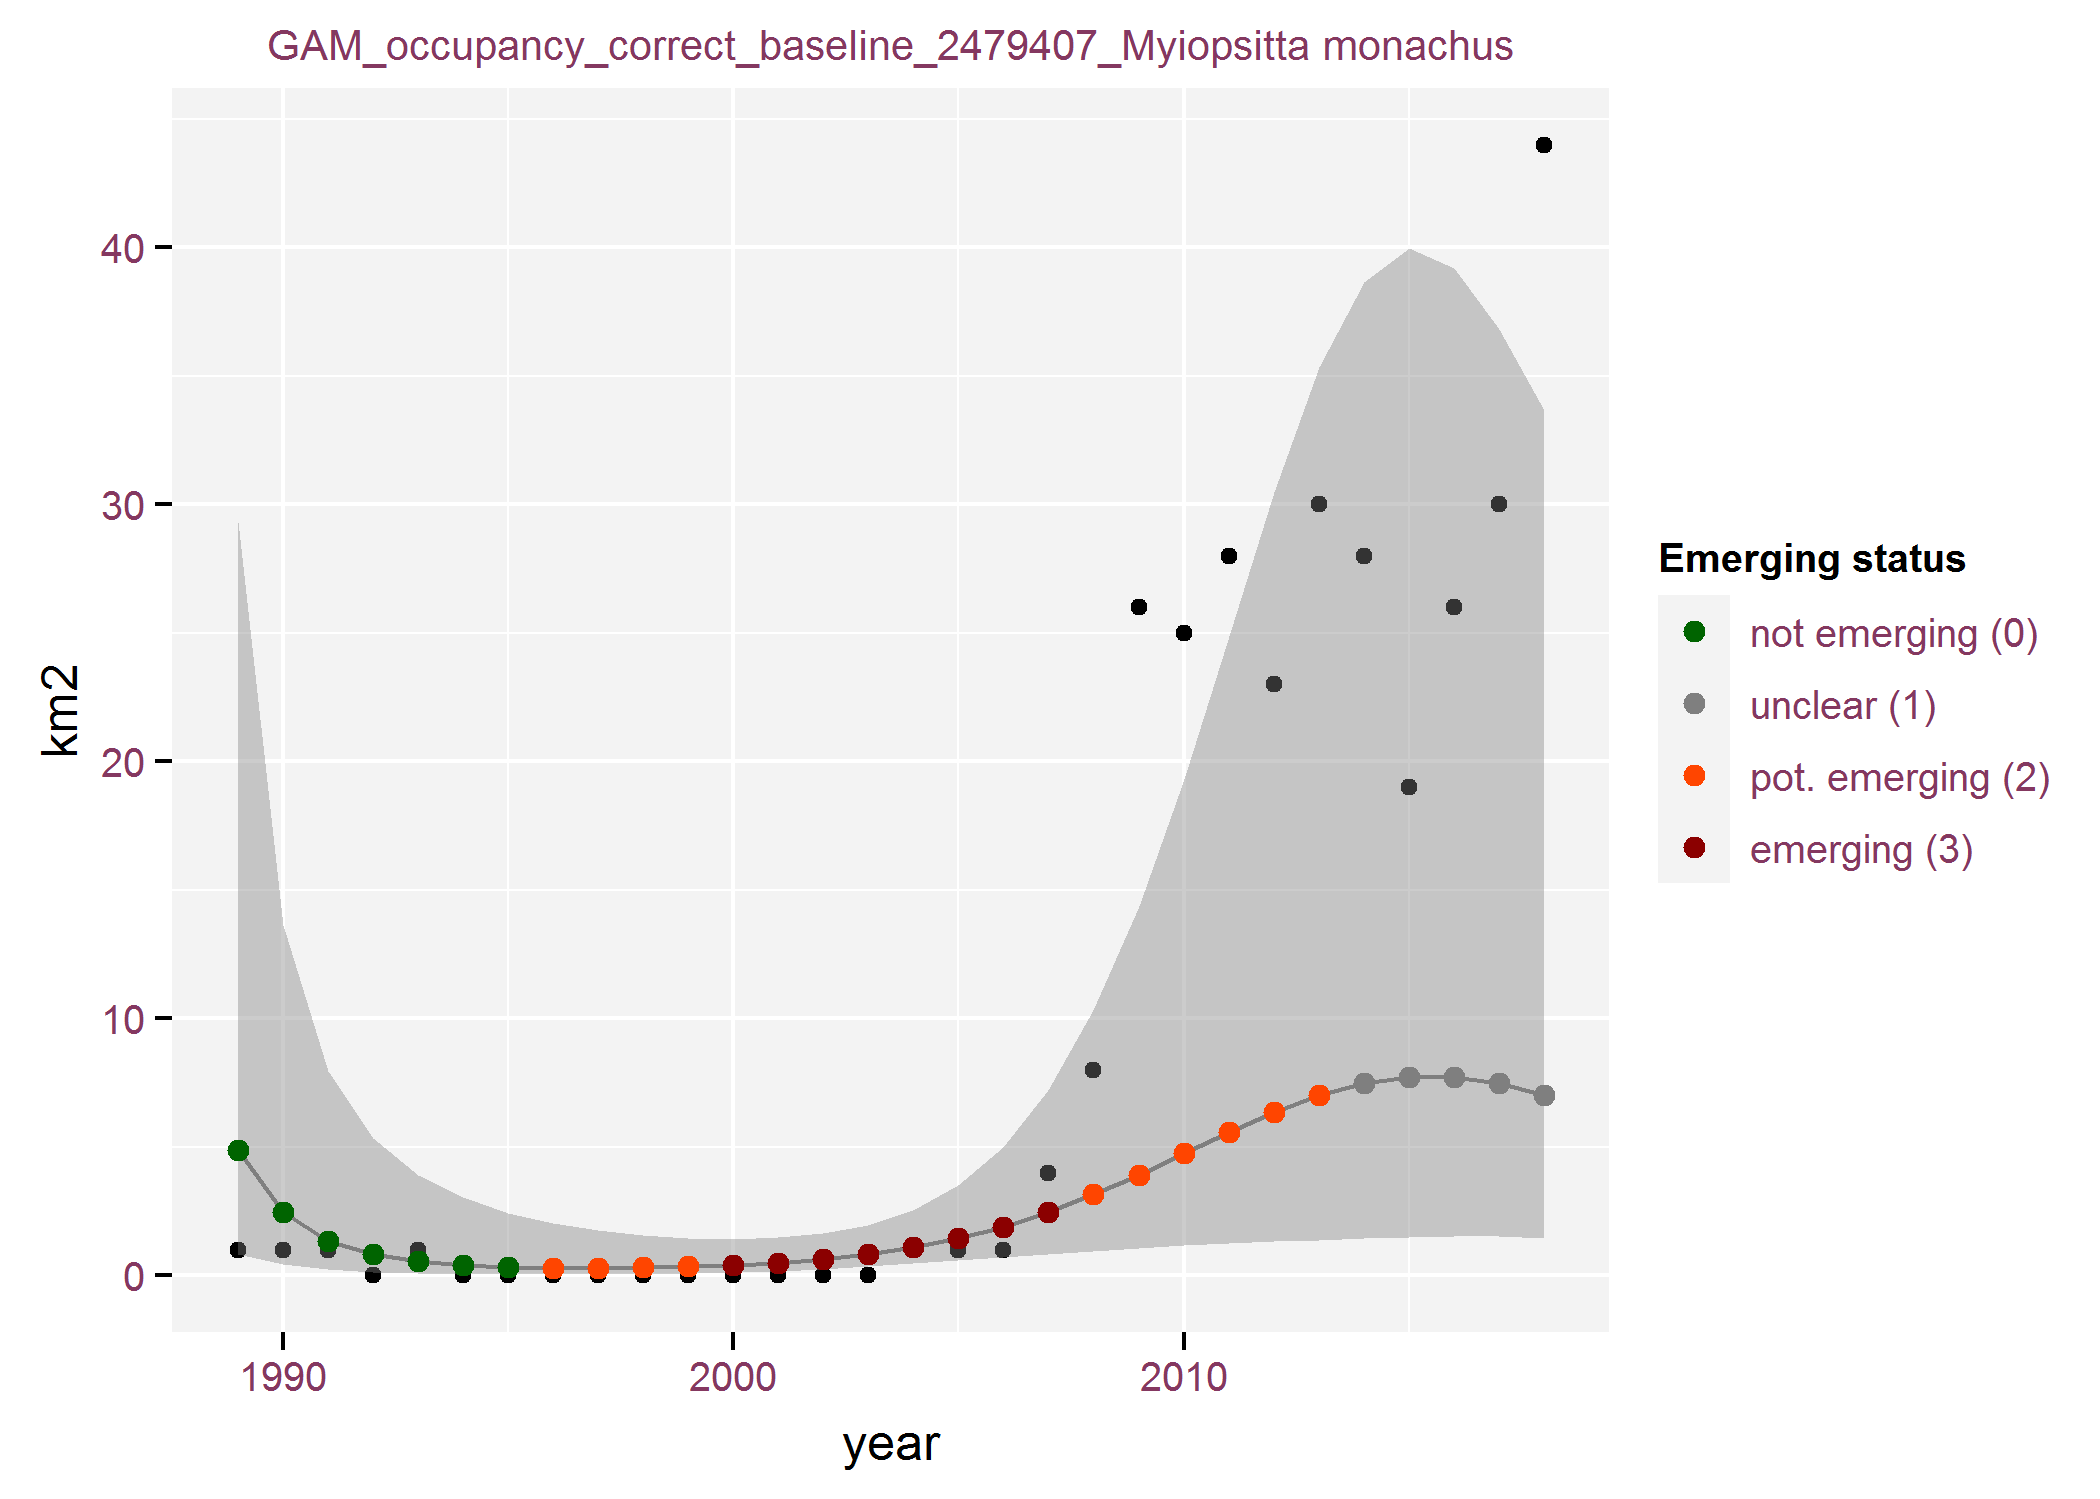 GAM_occupancy_correct_baseline_2479407_Myiopsitta monachus
40
30
20
10
0
km2
1990 2000 2010
year
Emerging status
not emerging (0)
unclear (1)
pot. emerging (2)
emerging (3)